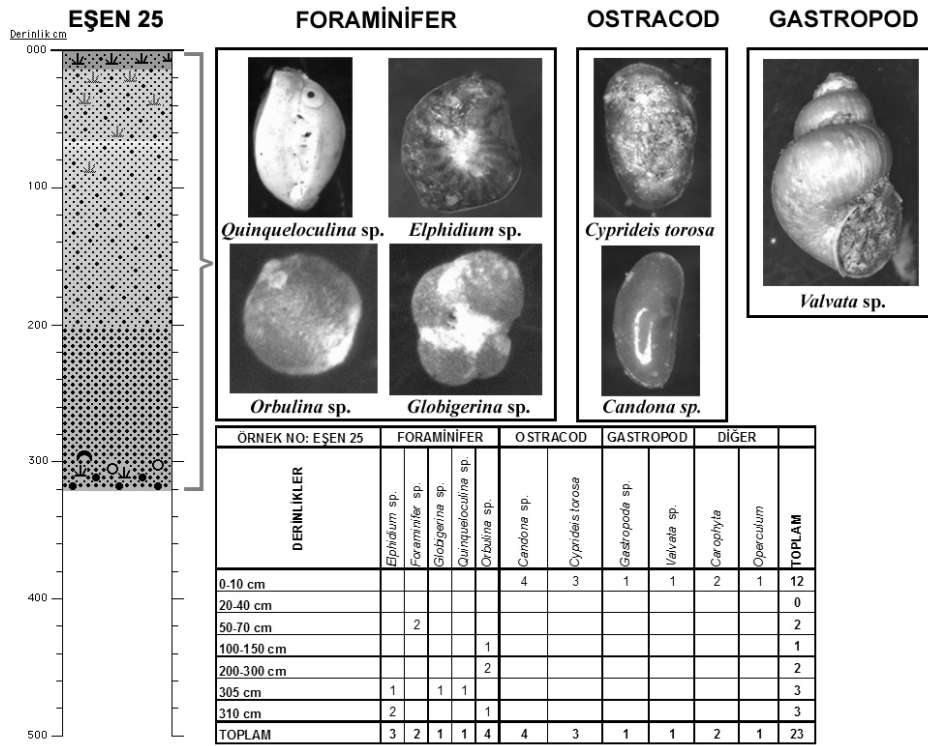 EŞEN 25
FORAMİNİFER
OSTRACOD
GASTROPOD
Derinlik cm
000
100
200
300
400
500
Quinqueloculina sp.
Elphidium sp.
Orbulina sp.
Globigerina sp.
Cyprideis torosa
Candona sp.
Valvata sp.
ÖRNEK NO: EŞEN 25 FORAMİNİFER OSTRACOD GASTROPOD DİĞER
DERİNLİKLER Elphidium sp. Foraminifer sp. Globigerina sp. Quinqueloculina sp. Orbulina sp. Candona sp. Cyprideis torosa Gastropoda sp. Valvata sp. Carophyta Operculum TOPLAM
0-10 cm 4 3 1 1 2 1 12
20-40 cm 0
50-70 cm 2 2
100-150 cm 1 1
200-300 cm 2 2
305 cm 1 1 1 3
310 cm 2 1 3
TOPLAM 3 2 1 1 4 4 3 1 1 2 1 23